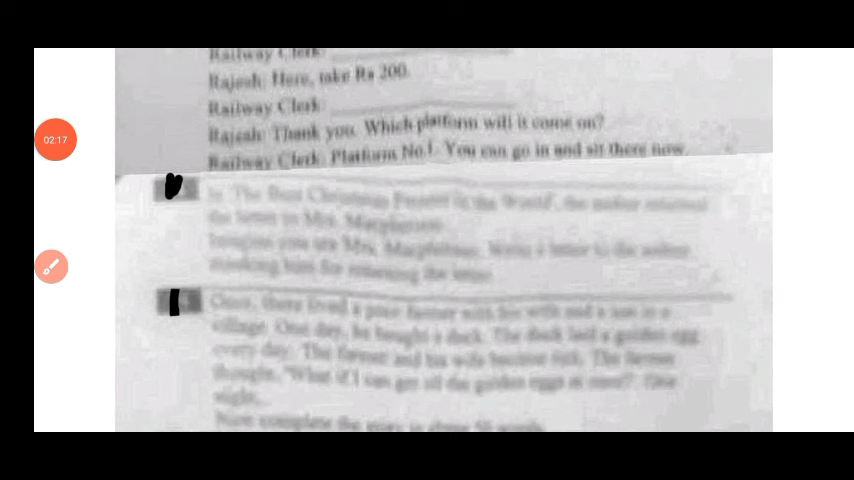 Railway Clerk:
Rajesh: Here, take Rs 200.
Railway Clerk:
Rajesh: Thank you. Which platform will it come on?
Railway Clerk: Platform No.1. You can go in and sit there now.
02:17
In 'The Best Christmas Present in the World', the author returned
the letter to Mrs. Macpherson.
Imagine you are Mrs. Macpherson. Write a letter to the author,
thanking him for returning the letter.
Once, there lived a poor farmer with his wife and a son in a
village. One day, he bought a duck. The duck laid a golden egg
every day. The farmer and his wife became rich. The farmer
thought, "What if I can get all the golden eggs at once?" One
night...
Now complete the story in about 50 words.